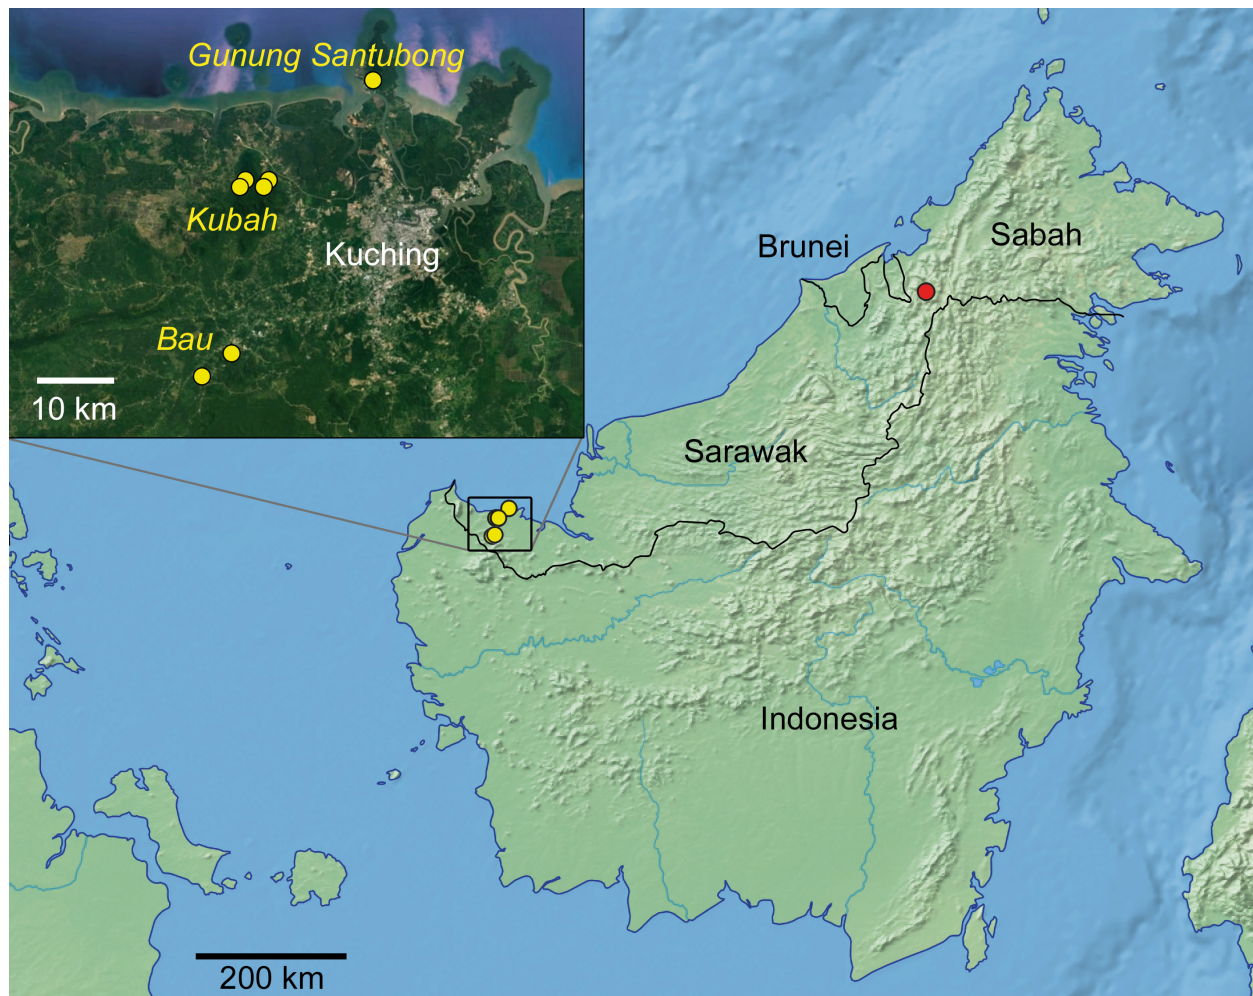 Gunung Santubong
Kubah
Kuching
Bau
10 km
Brunei
Sabah
Sarawak
Indonesia
200 km